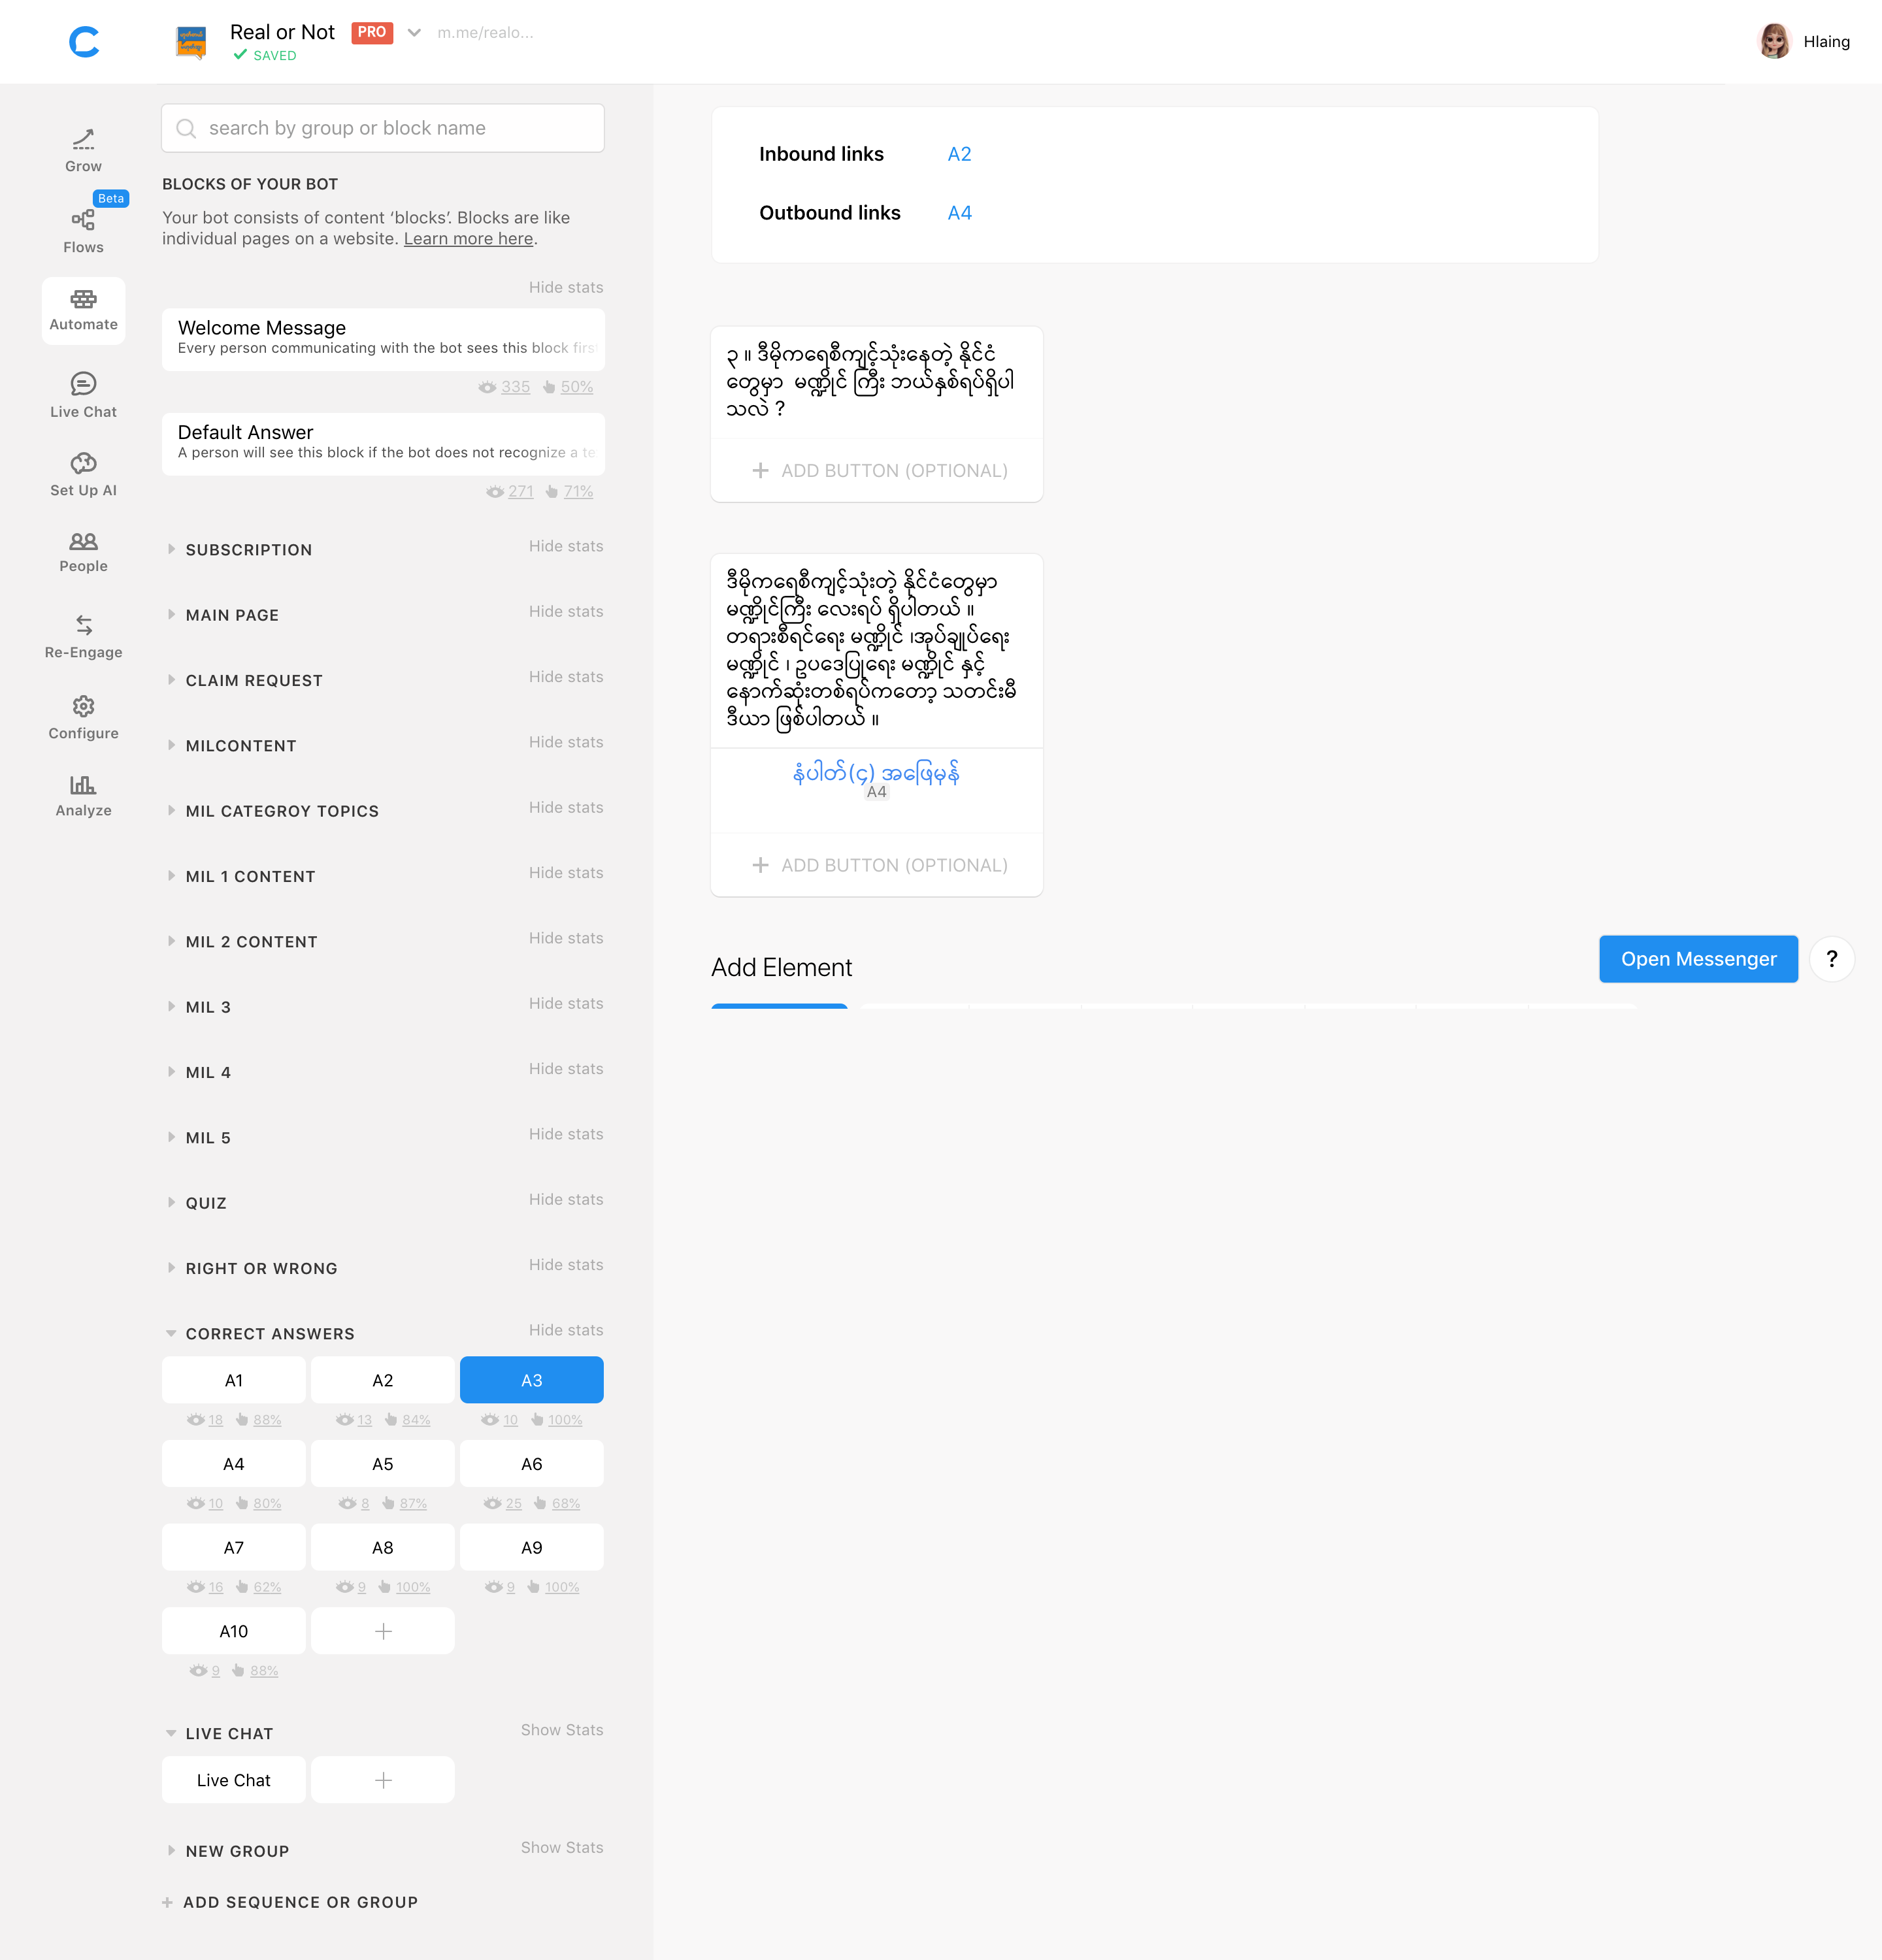 Real or Not PRO m.me/realo...
SAVED
Hlaing
Grow
Beta
Flows
Automate
Live Chat
Set Up AI
People
Re-Engage
Configure
Analyze
search by group or block name
BLOCKS OF YOUR BOT
Your bot consists of content ‘blocks’. Blocks are like
individual pages on a website. Learn more here.
Hide stats
Welcome Message
Every person communicating with the bot sees this block first
335 50%
Default Answer
A person will see this block if the bot does not recognize a te
271 71%
SUBSCRIPTION Hide stats
MAIN PAGE Hide stats
CLAIM REQUEST Hide stats
MILCONTENT Hide stats
MIL CATEGROY TOPICS Hide stats
MIL 1 CONTENT Hide stats
MIL 2 CONTENT Hide stats
MIL 3 Hide stats
MIL 4 Hide stats
MIL 5 Hide stats
QUIZ Hide stats
RIGHT OR WRONG Hide stats
CORRECT ANSWERS Hide stats
A1 A2 A3
18 88% 13 84% 10 100%
A4 A5 A6
10 80% 8 87% 25 68%
A7 A8 A9
16 62% 9 100% 9 100%
A10
9 88%
LIVE CHAT Show Stats
Live Chat
NEW GROUP Show Stats
ADD SEQUENCE OR GROUP
Inbound links A2
Outbound links A4
၃ ။ ဒီမိုကရေစီကျင့်သုံးနေတဲ့ နိုင်ငံ
တွေမှာ မဏ္ဍိုင် ကြီး ဘယ်နှစ်ရပ်ရှိပါ
သလဲ ?
ADD BUTTON (OPTIONAL)
ဒီမိုကရေစီကျင့်သုံးတဲ့ နိုင်ငံတွေမှာ
မဏ္ဍိုင်ကြီး လေးရပ် ရှိပါတယ် ။
တရားစီရင်ရေး မဏ္ဍိုင် ၊အုပ်ချုပ်ရေး
မဏ္ဍိုင် ၊ ဥပဒေပြုရေး မဏ္ဍိုင် နှင့်
နောက်ဆုံးတစ်ရပ်ကတော့ သတင်းမီ
ဒီယာ ဖြစ်ပါတယ် ။
နံပါတ်(၄) အဖြေမှန်
A4
ADD BUTTON (OPTIONAL)
Add Element
Open Messenger ?